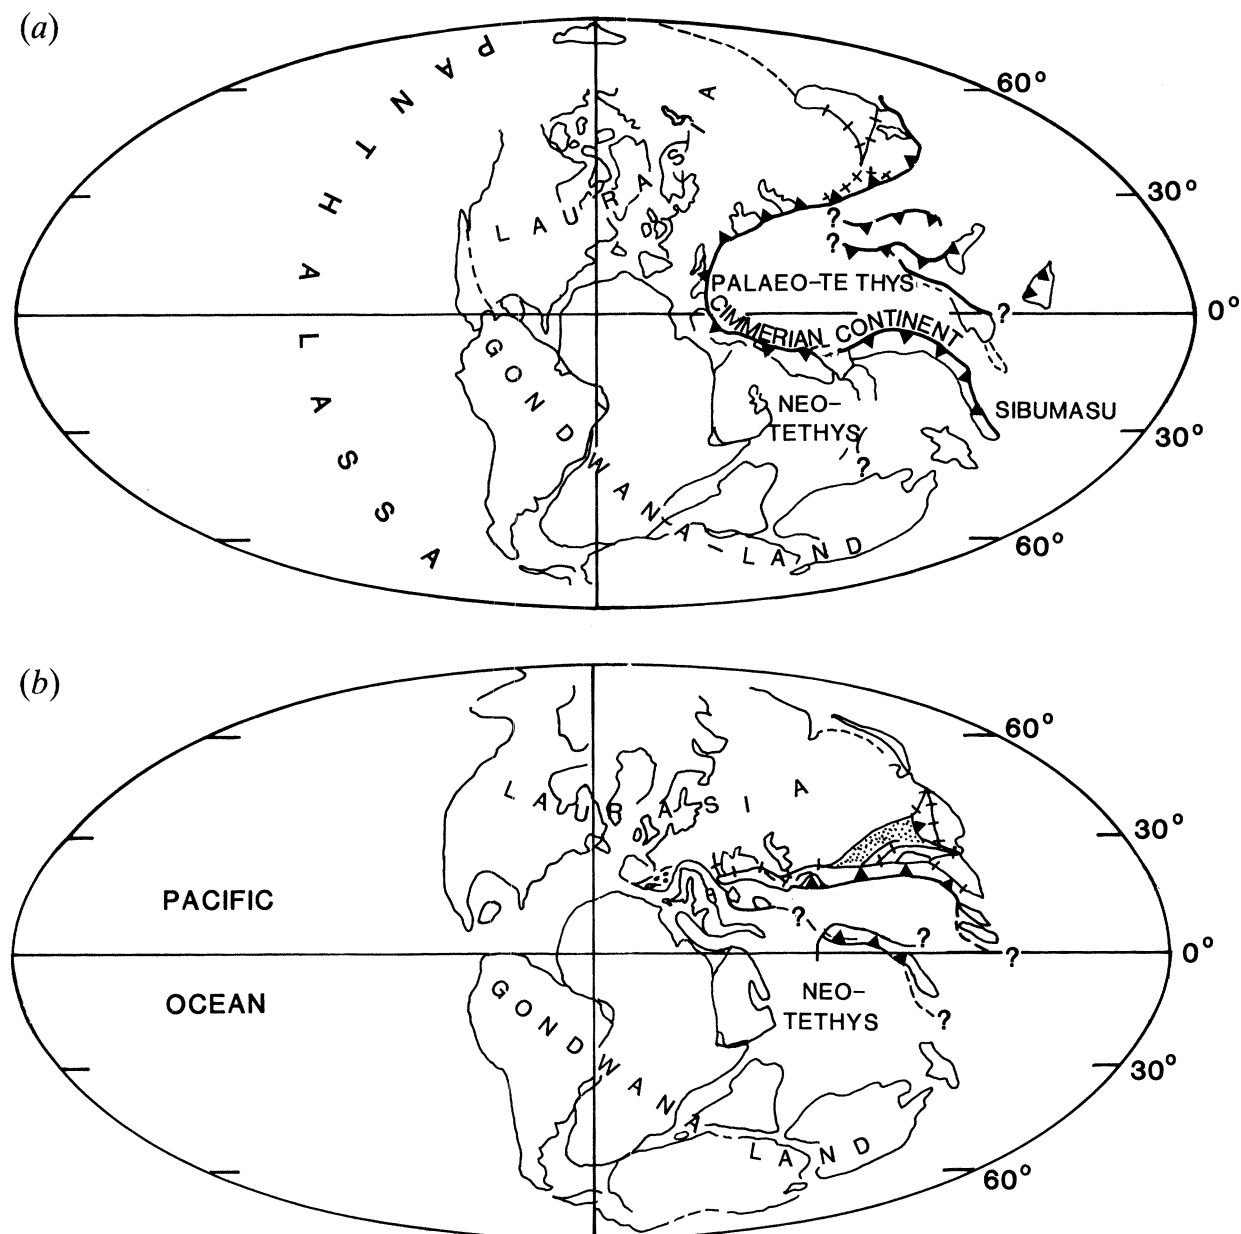 (a)
PANTHALASSA
60°
LAURASIA
30°
?
?
PALAEO-TETHYS
CIMMERIAN CONTINENT
?
0°
GONDWANA-LAND
NEO-
TETHYS
?
SIBUMASU
30°
60°
(b)
60°
LAURASIA
30°
PACIFIC
?
?
?
0°
OCEAN
GONDWANA LAND
NEO-
TETHYS
?
30°
60°